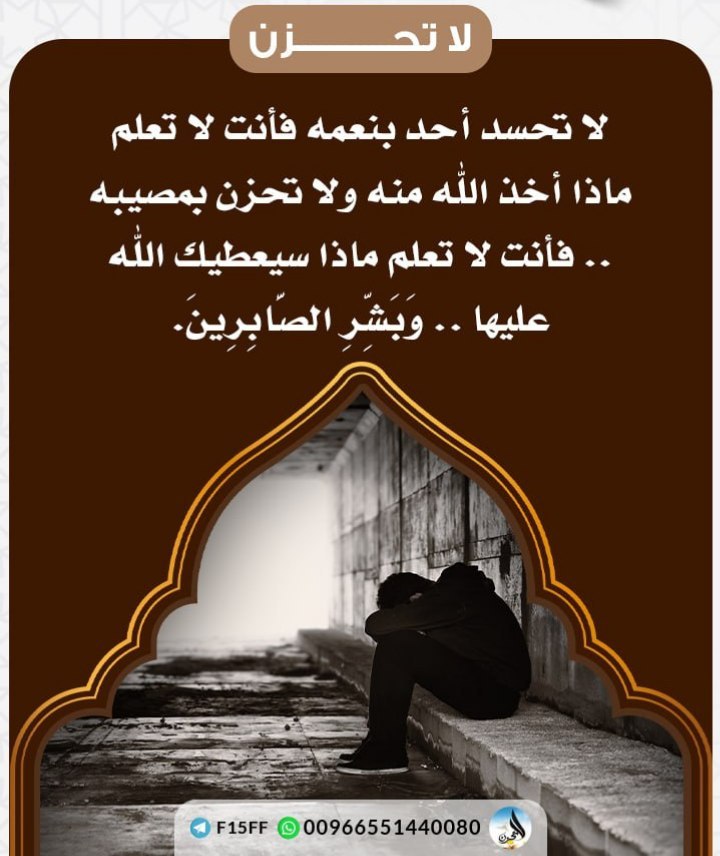 لا تحـــــزن
لا تحسد أحد بنعمه فأنت لا تعلم
ماذا أخذ الله منه ولا تحزن بمصيبه
.. فأنت لا تعلم ماذا سيعطيك الله
عليها .. وَبَشِّرِ الصّابِرِينَ.
F15FF 00966551440080